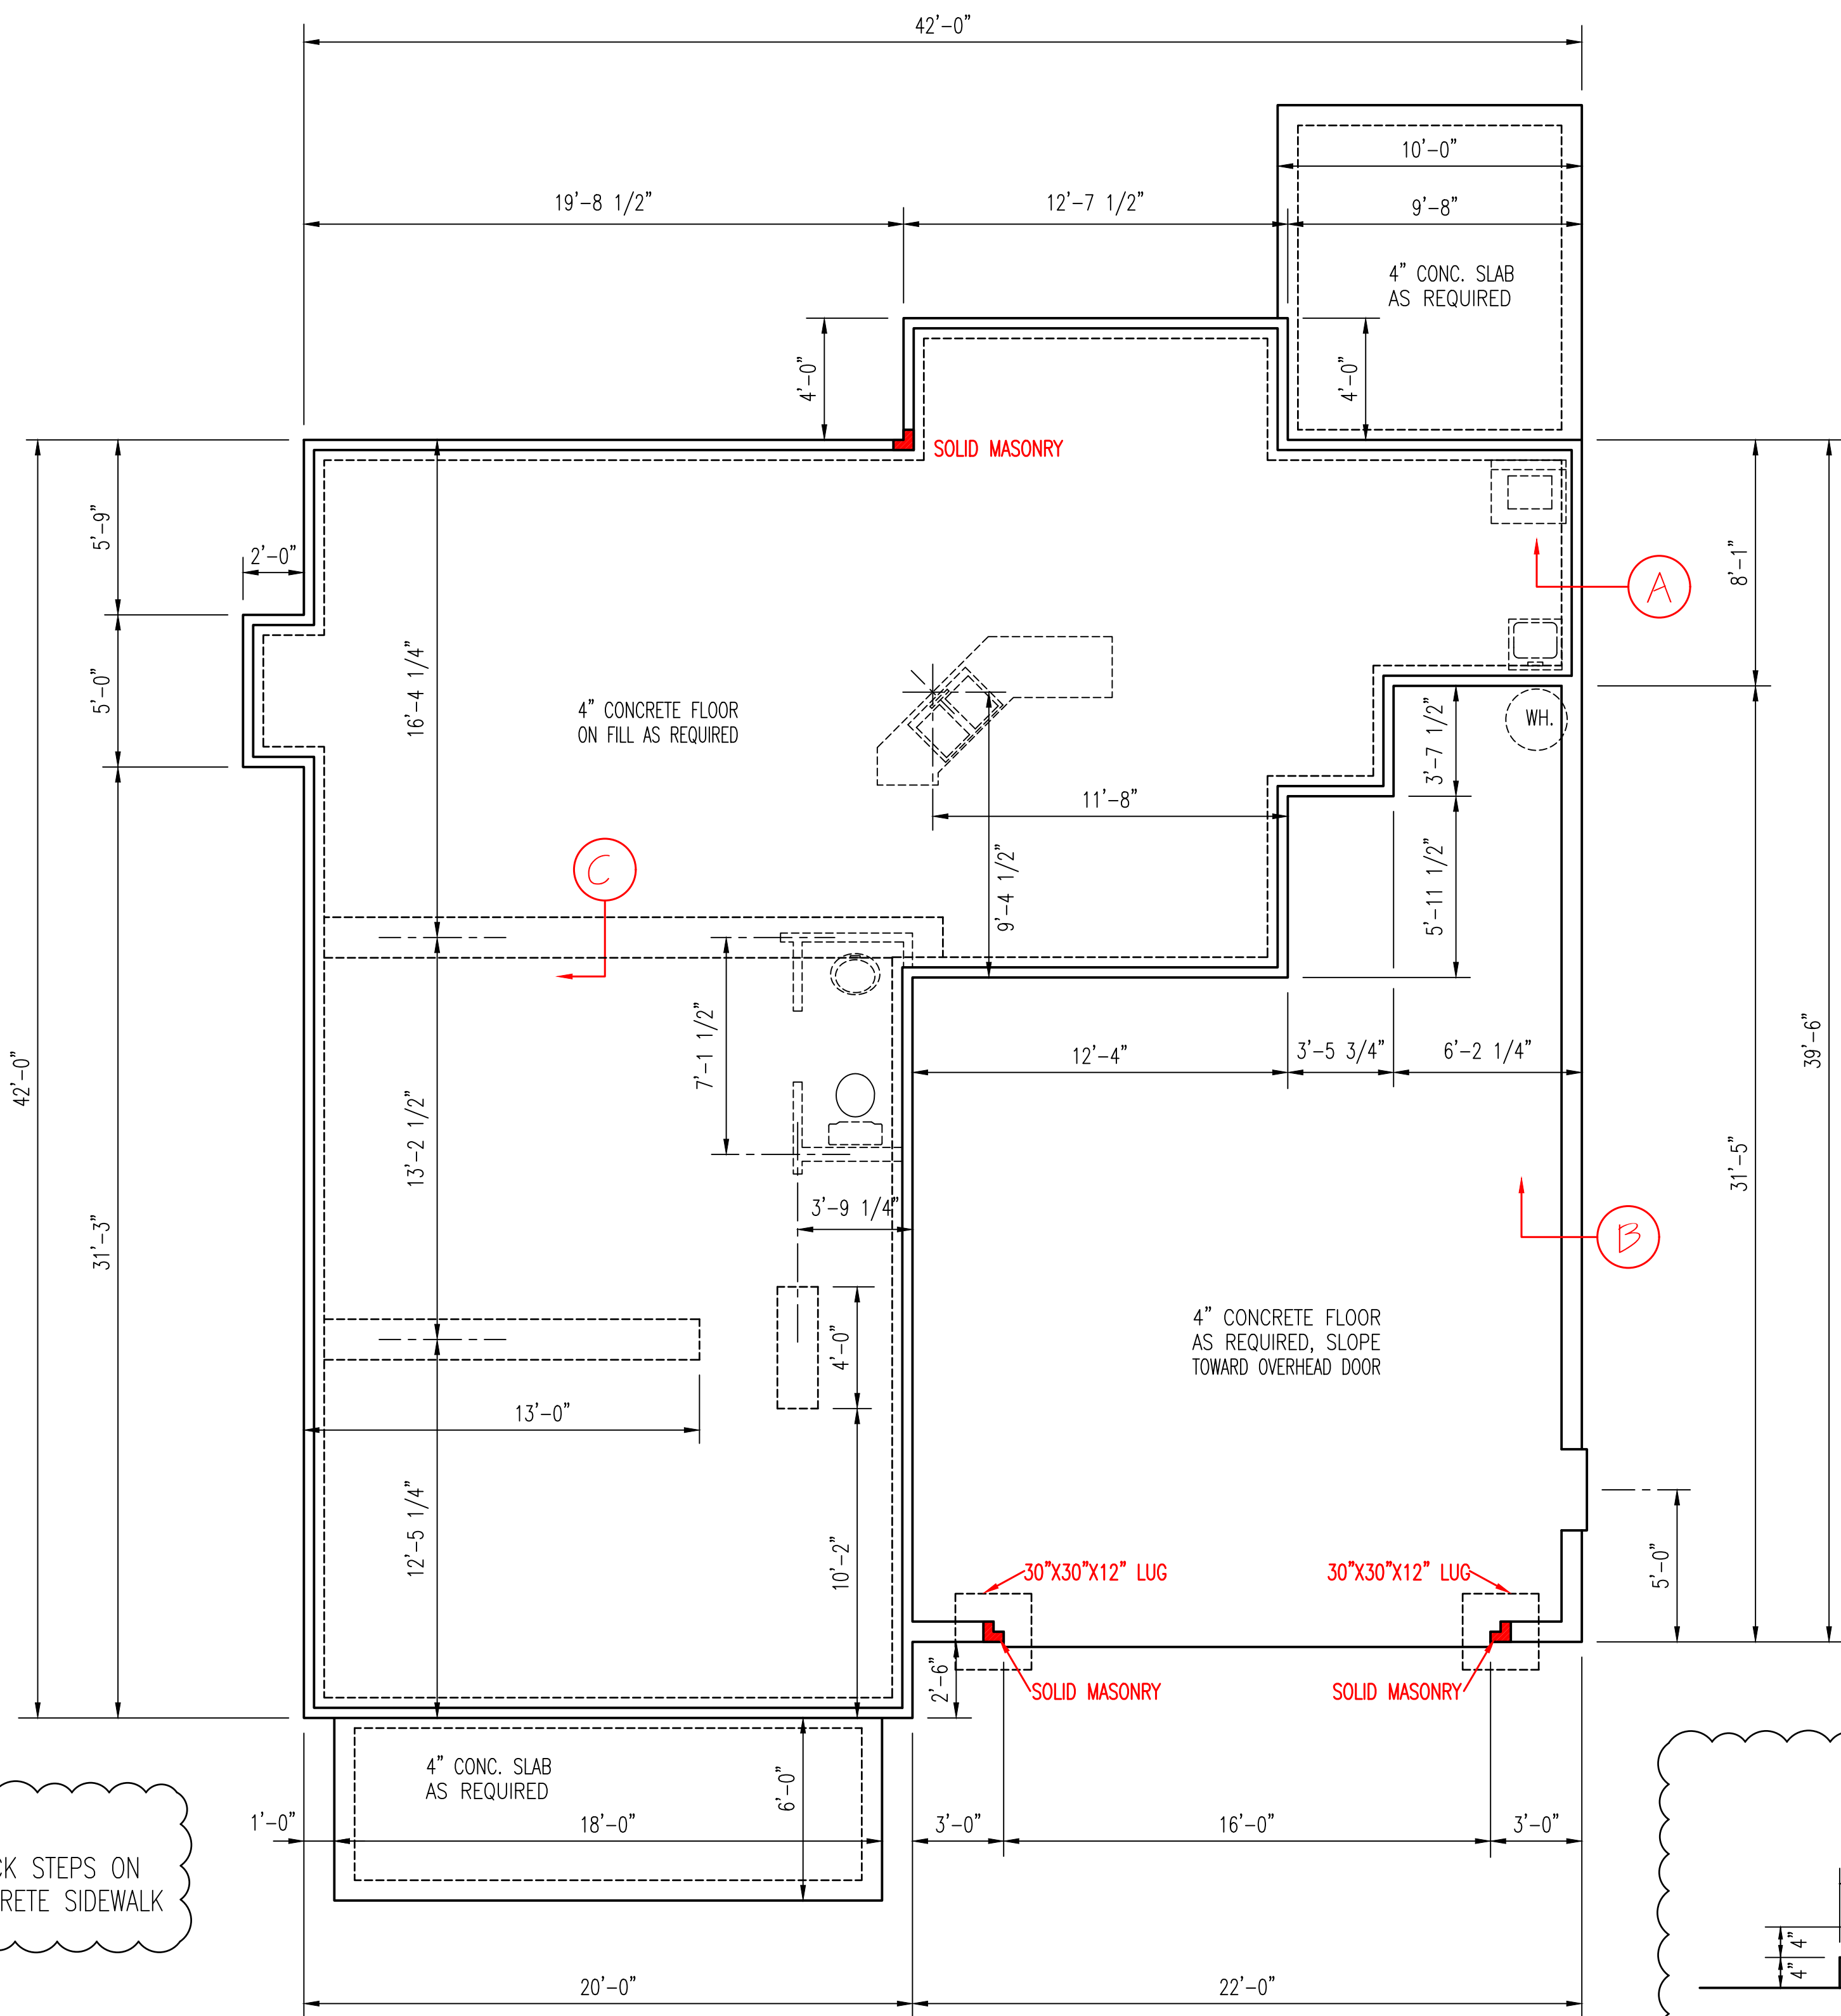 42'-0"
10'-0"
19'-8 1/2"
12'-7 1/2"
9'-8"
4" CONC. SLAB
AS REQUIRED
4'-0"
4'-0"
SOLID MASONRY
5'-9"
2'-0"
8'-1"
A
5'-0"
16'-4 1/4"
4" CONCRETE FLOOR
ON FILL AS REQUIRED
WH.
3'-7 1/2"
11'-8"
C
9'-4 1/2"
5'-11 1/2"
42'-0"
7'-1 1/2"
12'-4"
3'-5 3/4"
6'-2 1/4"
39'-6"
13'-2 1/2"
31'-5"
31'-3"
3'-9 1/4"
B
4'-0"
4" CONCRETE FLOOR
AS REQUIRED, SLOPE
TOWARD OVERHEAD DOOR
13'-0"
12'-5 1/4"
10'-2"
30"X30"X12" LUG
30"X30"X12" LUG
5'-0"
2'-6"
SOLID MASONRY
SOLID MASONRY
4" CONC. SLAB
AS REQUIRED
6'-0"
1'-0"
18'-0"
3'-0"
16'-0"
3'-0"
CK STEPS ON
CRETE SIDEWALK
4"
4"
20'-0"
22'-0"